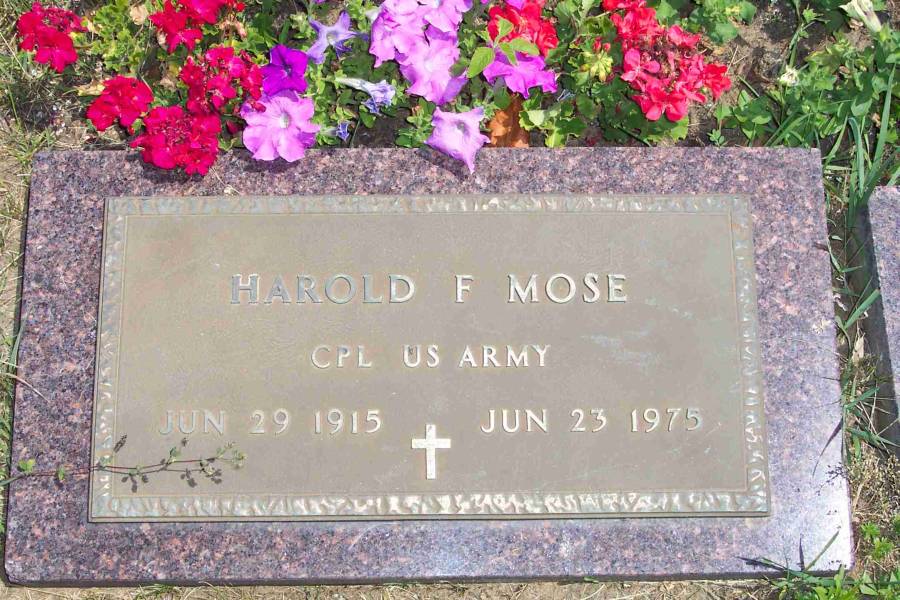 HAROLD F MOSE
CPL US ARMY
JUN 29 1915 JUN 23 1975